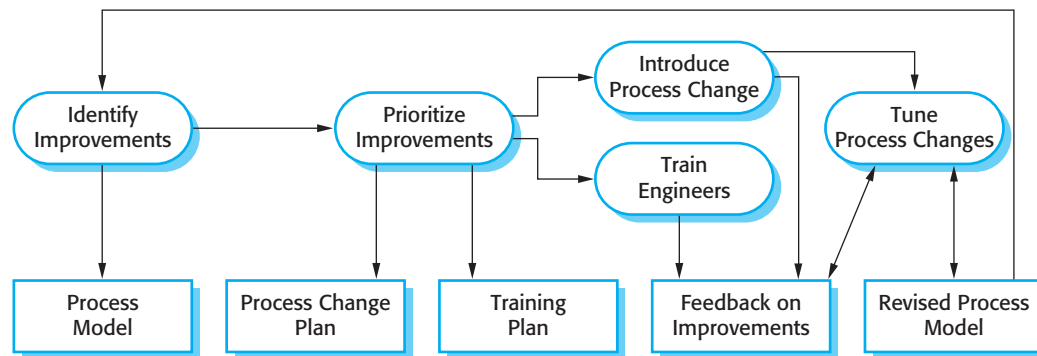 Identify
Improvements
Prioritize
Improvements
Introduce
Process Change
Train
Engineers
Tune
Process Changes
Process
Model
Process Change
Plan
Training
Plan
Feedback on
Improvements
Revised Process
Model